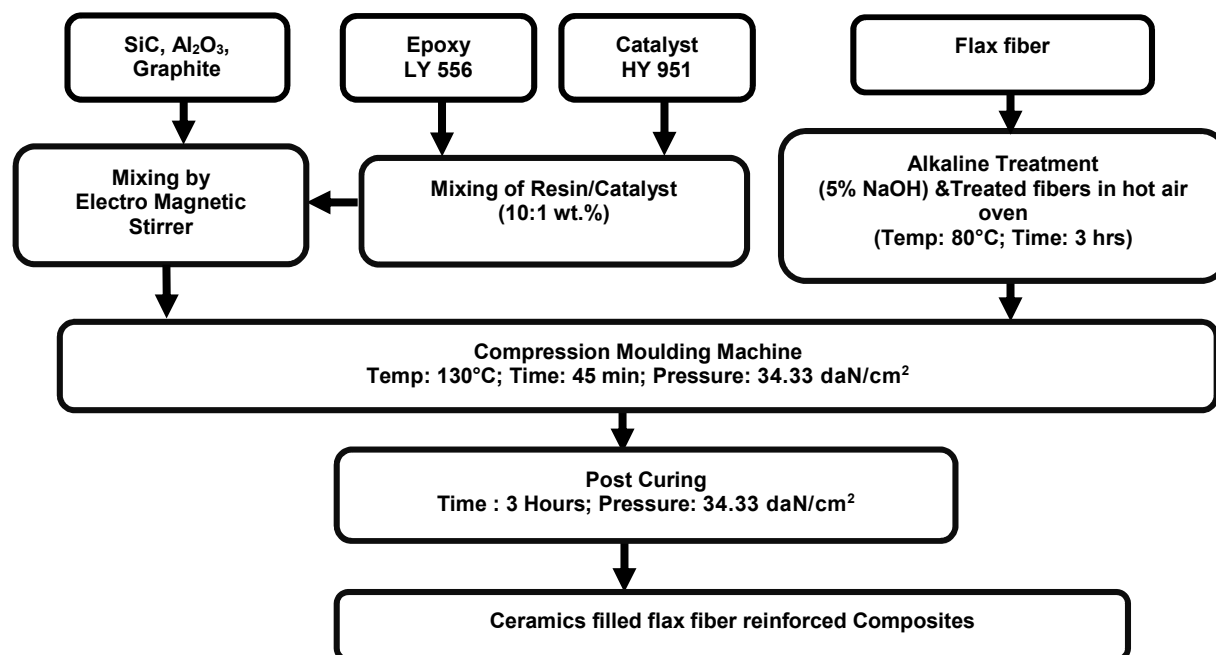 SiC, Al₂O₃,
Graphite
Epoxy
LY 556
Catalyst
HY 951
Flax fiber
Mixing by
Electro Magnetic
Stirrer
Mixing of Resin/Catalyst
(10:1 wt.%)
Alkaline Treatment
(5% NaOH) &Treated fibers in hot air
oven
(Temp: 80°C; Time: 3 hrs)
Compression Moulding Machine
Temp: 130°C; Time: 45 min; Pressure: 34.33 daN/cm²
Post Curing
Time : 3 Hours; Pressure: 34.33 daN/cm²
Ceramics filled flax fiber reinforced Composites